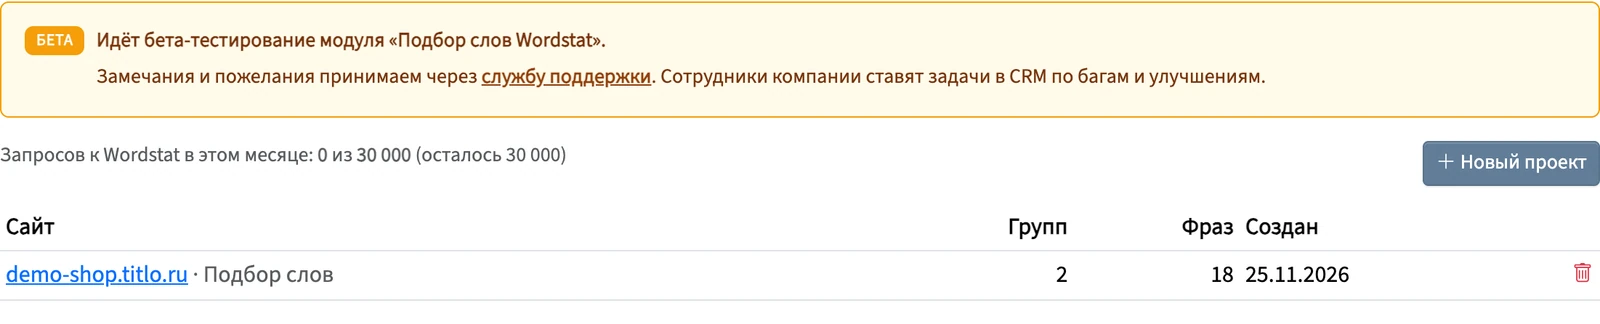 БЕТА Идёт бета-тестирование модуля «Подбор слов Wordstat».
Замечания и пожелания принимаем через службу поддержки. Сотрудники компании ставят задачи в CRM по багам и улучшениям.
Запросов к Wordstat в этом месяце: 0 из 30 000 (осталось 30 000)
+ Новый проект
Сайт Групп Фраз Создан
demo-shop.titlo.ru · Подбор слов 2 18 25.11.2026